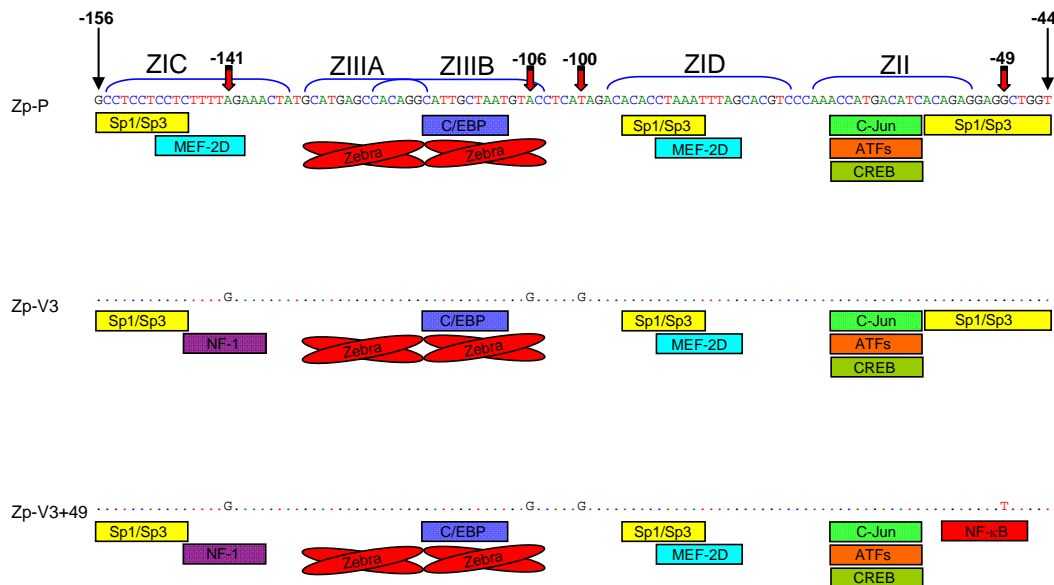 -156 -44
-141 -106 -100 -49
ZIC ZIIIA ZIIIB ZID ZII
Zp-P GCCTCCTCCTCTTTTAGAAACTATGCATGAGCCACAGGCATTGCTAATGTACCTCATAGACACACCTAAATTTAGCACGTCCCAAACCATGACATCACAGAGGAGGCTGGT
Sp1/Sp3 C/EBP Sp1/Sp3 C-Jun Sp1/Sp3
MEF-2D Zebra Zebra MEF-2D ATFs
CREB
Zp-V3 ...............G..................................G.....G......................................................
Sp1/Sp3 C/EBP Sp1/Sp3 C-Jun Sp1/Sp3
NF-1 Zebra Zebra MEF-2D ATFs
CREB
Zp-V3+49 ...............G..................................G.....G................................................T.....
Sp1/Sp3 C/EBP Sp1/Sp3 C-Jun NF-κB
NF-1 Zebra Zebra MEF-2D ATFs
CREB